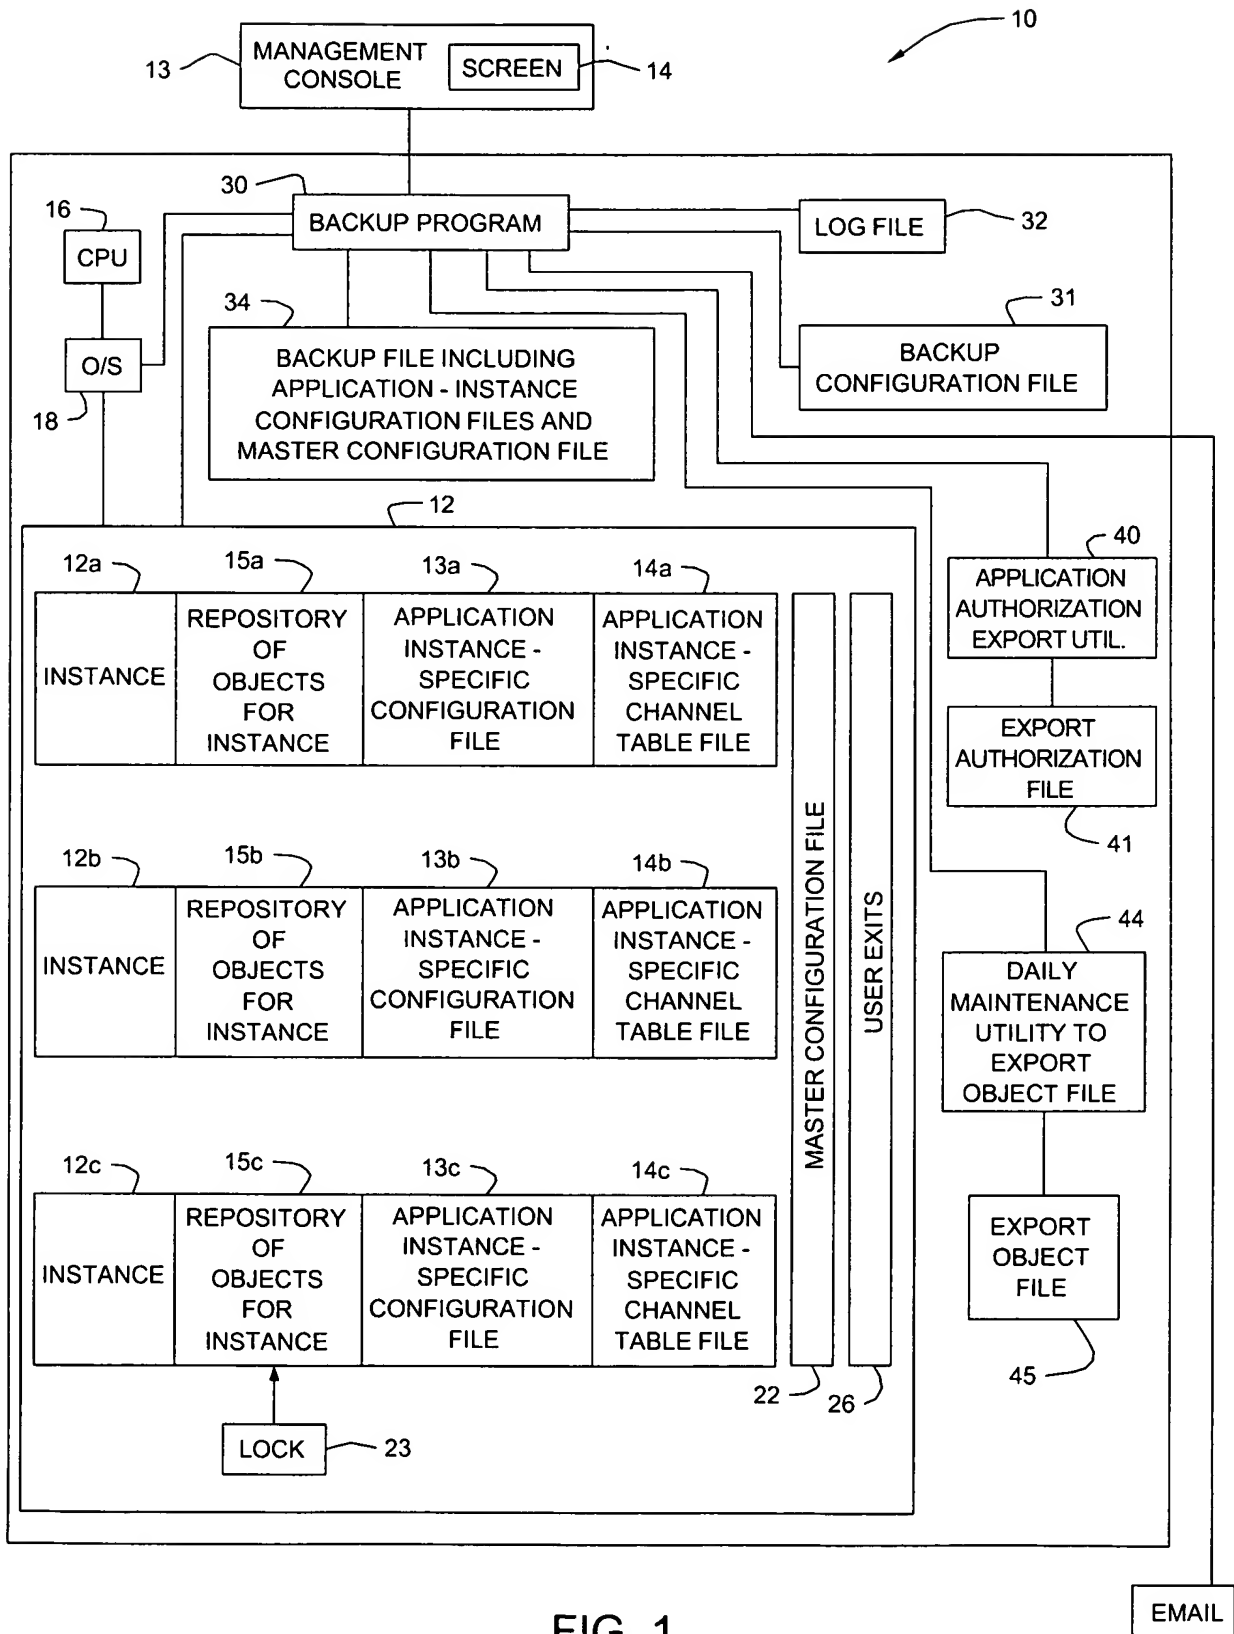 10
13
MANAGEMENT
CONSOLE
SCREEN
14
30
BACKUP PROGRAM
16
CPU
LOG FILE
32
34
31
O/S
18
BACKUP FILE INCLUDING
APPLICATION - INSTANCE
CONFIGURATION FILES AND
MASTER CONFIGURATION FILE
BACKUP
CONFIGURATION FILE
12
12a
15a
13a
14a
INSTANCE
REPOSITORY
OF
OBJECTS
FOR
INSTANCE
APPLICATION
INSTANCE -
SPECIFIC
CONFIGURATION
FILE
APPLICATION
INSTANCE -
SPECIFIC
CHANNEL
TABLE FILE
40
APPLICATION
AUTHORIZATION
EXPORT UTIL.
EXPORT
AUTHORIZATION
FILE
41
12b
15b
13b
14b
INSTANCE
REPOSITORY
OF
OBJECTS
FOR
INSTANCE
APPLICATION
INSTANCE -
SPECIFIC
CONFIGURATION
FILE
APPLICATION
INSTANCE -
SPECIFIC
CHANNEL
TABLE FILE
MASTER CONFIGURATION FILE
USER EXITS
44
DAILY
MAINTENANCE
UTILITY TO
EXPORT
OBJECT FILE
12c
15c
13c
14c
INSTANCE
REPOSITORY
OF
OBJECTS
FOR
INSTANCE
APPLICATION
INSTANCE -
SPECIFIC
CONFIGURATION
FILE
APPLICATION
INSTANCE -
SPECIFIC
CHANNEL
TABLE FILE
EXPORT
OBJECT
FILE
45
22
26
LOCK
23
EMAIL
FIG. 1